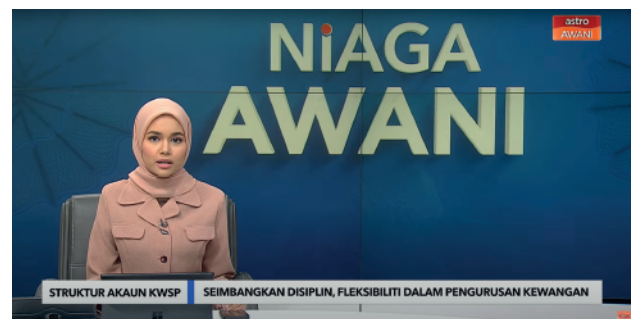 NiAGA
AWANI
astro
AWANI
STRUKTUR AKAUN KWSP
SEIMBANGKAN DISIPLIN, FLEKSIBILITI DALAM PENGURUSAN KEWANGAN